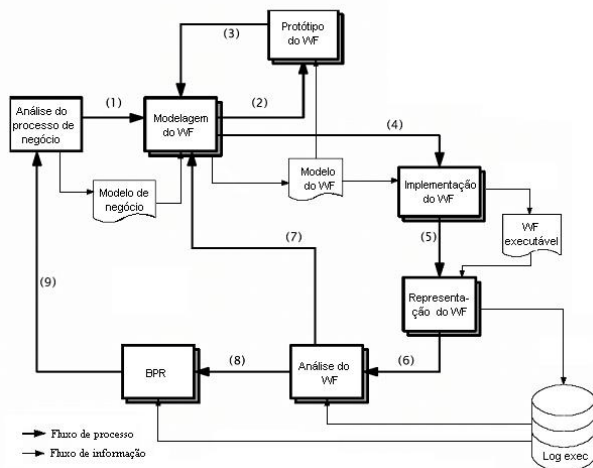 (3)
Protótipo
do WF
(1)
(2)
(4)
Análise do
processo de
negócio
Modelagem
do WF
Modelo de
negócio
Modelo
do WF
Implementação
do WF
(5)
WF
executável
(7)
(9)
Representa-
ção do WF
(8)
(6)
BPR
Análise do
WF
Fluxo de processo
Fluxo de informação
Log exec